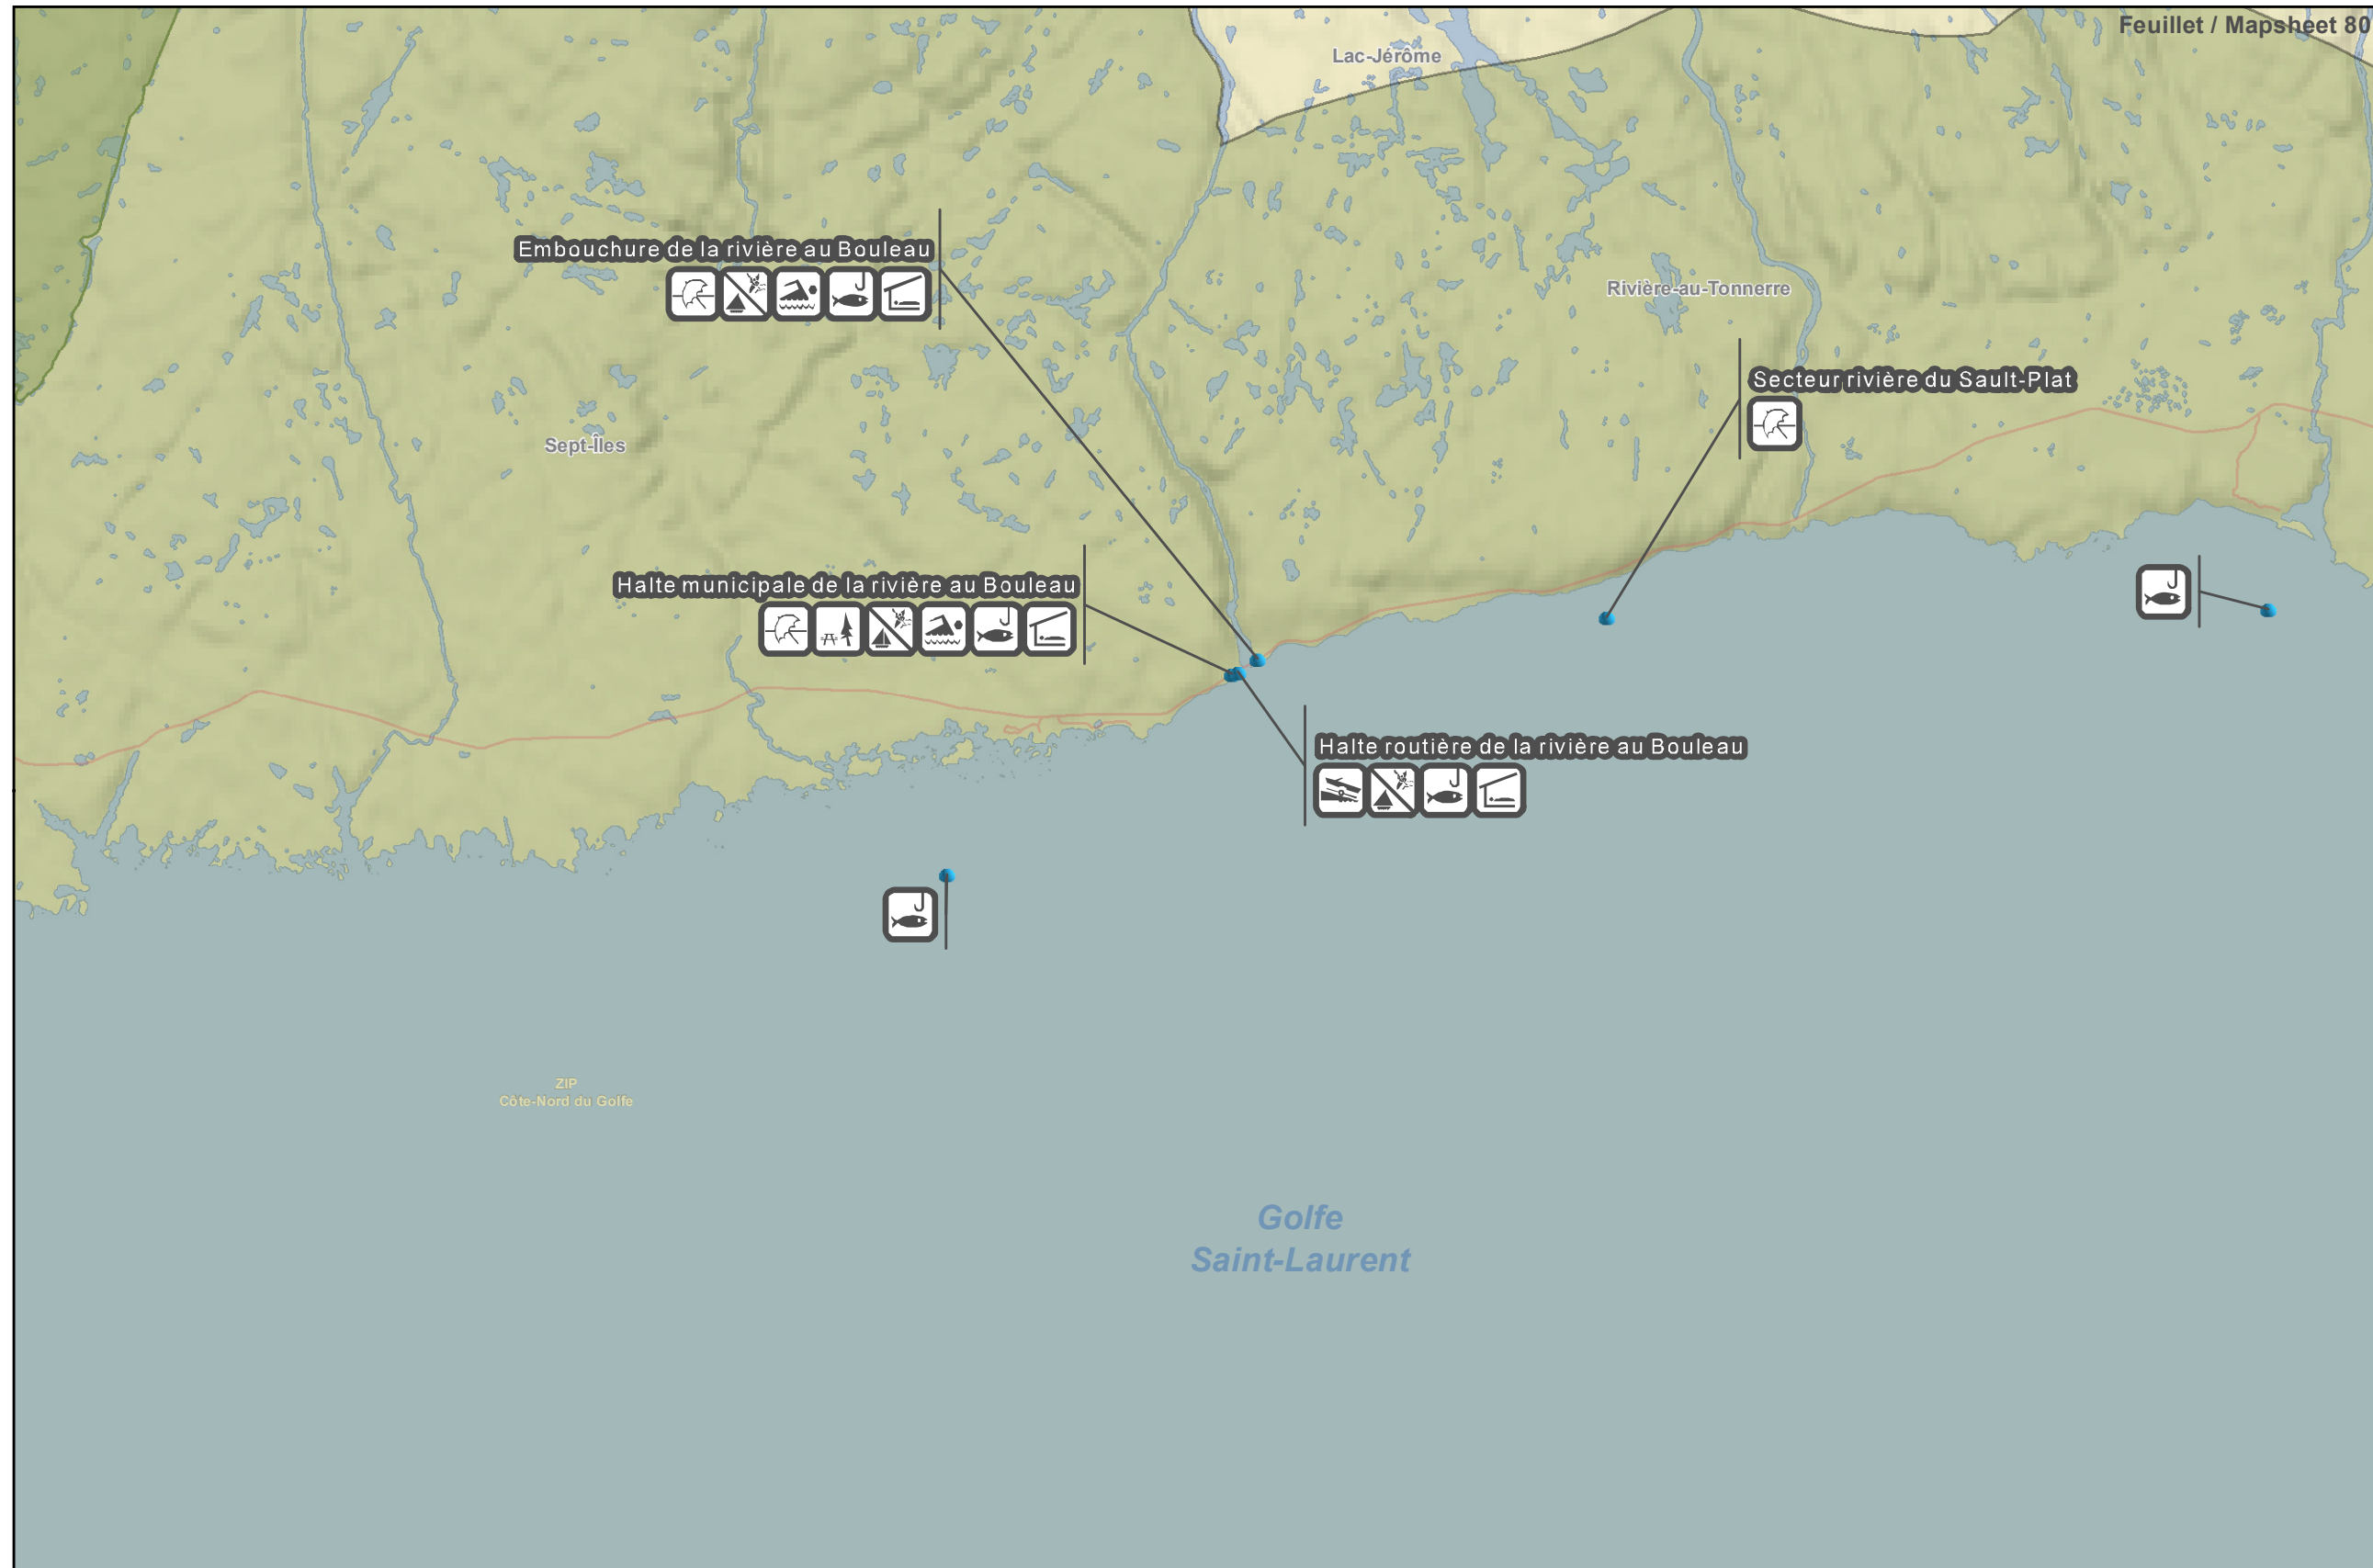 Feuillet / Mapsheet 80
Lac-Jérôme
Embouchure de la rivière au Bouleau
Rivière-au-Tonnerre
Secteur rivière du Sault-Plat
Sept-Îles
Halte municipale de la rivière au Bouleau
Halte routière de la rivière au Bouleau
ZIP
Côte-Nord du Golfe
Golfe
Saint-Laurent